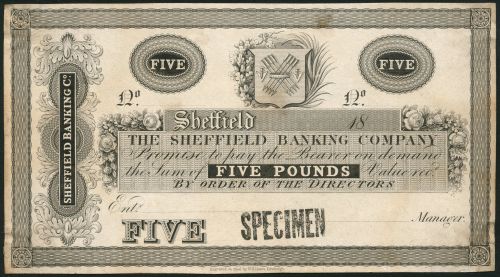 FIVE
FIVE
No.
No.
SHEFFIELD BANKING Co.
Sheffield 18
THE SHEFFIELD BANKING COMPANY
Promise to pay the Bearer on demand
the Sum of FIVE POUNDS Value recd.
BY ORDER OF THE DIRECTORS
Entd.
FIVE
SPECIMEN
Manager.